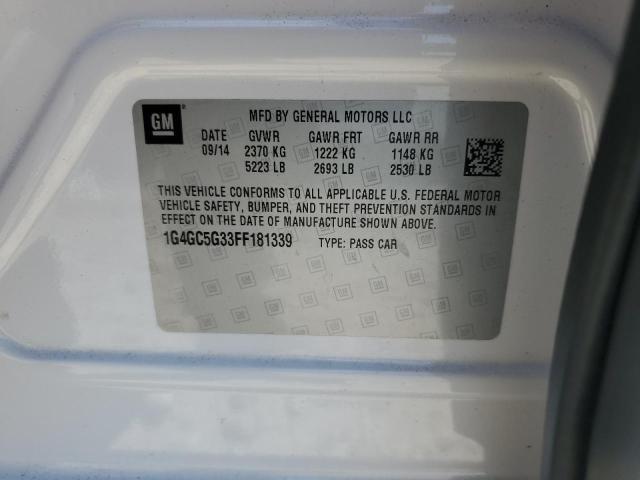 GM
MFD BY GENERAL MOTORS LLC
DATE GVWR GAWR FRT GAWR RR
09/14 2370 KG 1222 KG 1148 KG
5223 LB 2693 LB 2530 LB
THIS VEHICLE CONFORMS TO ALL APPLICABLE U.S. FEDERAL MOTOR
VEHICLE SAFETY, BUMPER, AND THEFT PREVENTION STANDARDS IN
EFFECT ON THE DATE OF MANUFACTURE SHOWN ABOVE.
1G4GC5G33FF181339 TYPE: PASS CAR